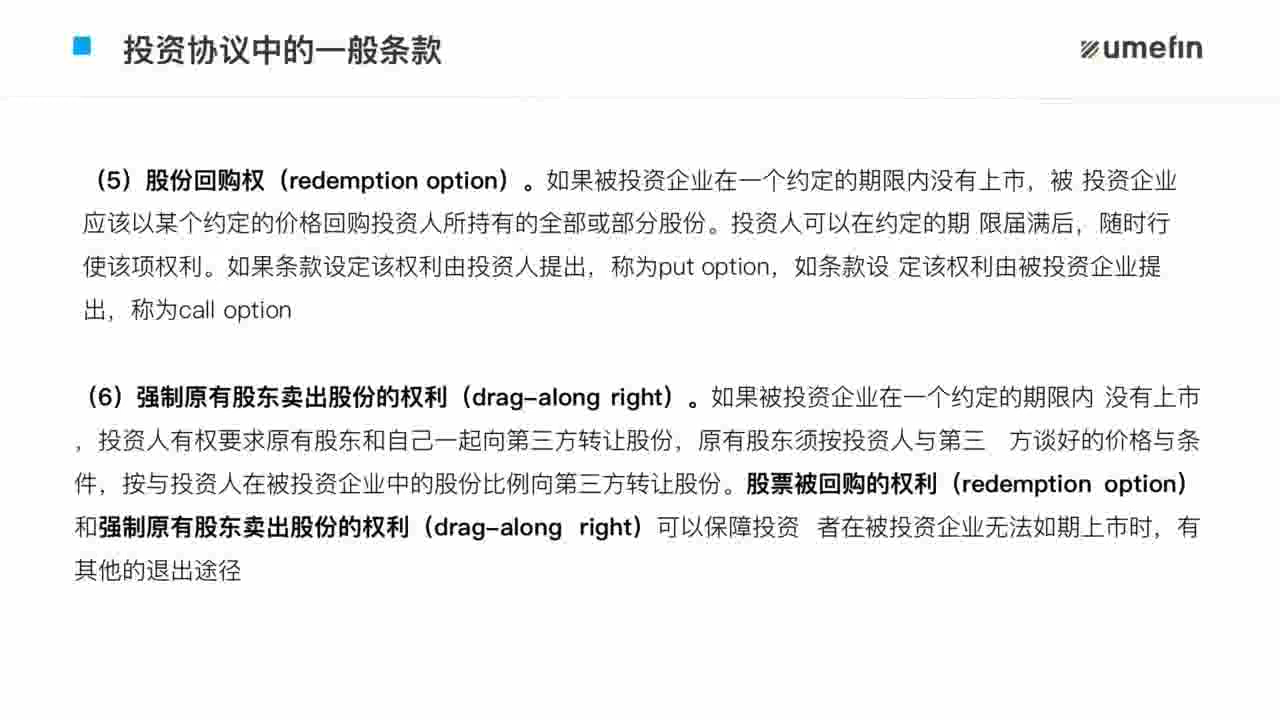 投资协议中的一般条款
umefin
（5）股份回购权（redemption option）。如果被投资企业在一个约定的期限内没有上市，被 投资企业
应该以某个约定的价格回购投资人所持有的全部或部分股份。投资人可以在约定的期 限届满后，随时行
使该项权利。如果条款设定该权利由投资人提出，称为put option，如条款设 定该权利由被投资企业提
出，称为call option
（6）强制原有股东卖出股份的权利（drag-along right）。如果被投资企业在一个约定的期限内 没有上市
，投资人有权要求原有股东和自己一起向第三方转让股份，原有股东须按投资人与第三 方谈好的价格与条
件，按与投资人在被投资企业中的股份比例向第三方转让股份。股票被回购的权利（redemption option）
和强制原有股东卖出股份的权利（drag-along right）可以保障投资 者在被投资企业无法如期上市时，有
其他的退出途径